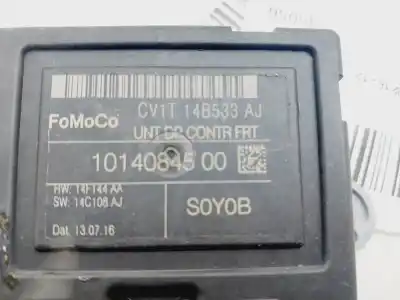 CV1T 14B533 AJ
FoMoCo
UNT DR CONTR FRT
10140845 00
HW: 14F144 AA
SW: 14C108 AJ
S0Y0B
Dat. 13.07.16